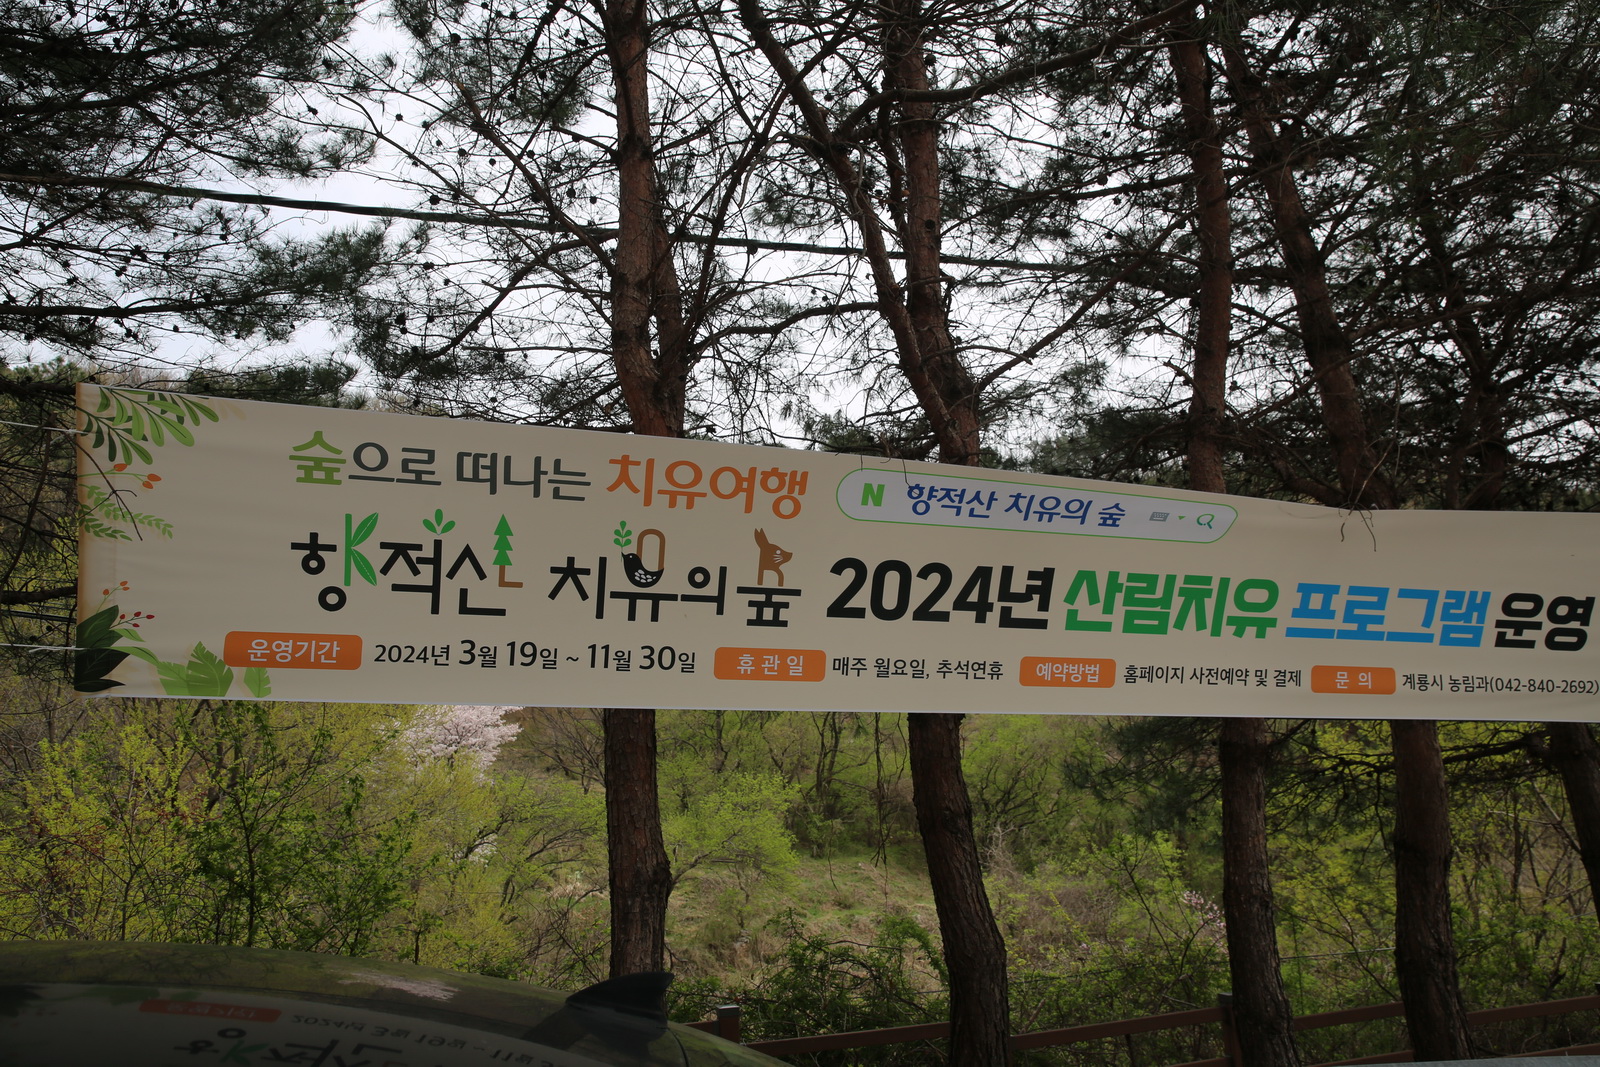 숲으로 떠나는 치유여행
N 향적산 치유의 숲
향적산 치유의 숲 2024년 산림치유 프로그램 운영
운영기간 2024년 3월 19일 ~ 11월 30일 휴관일 매주 월요일, 추석연휴 예약방법 홈페이지 사전예약 및 결제 문의 계룡시 농림과(042-840-2692)